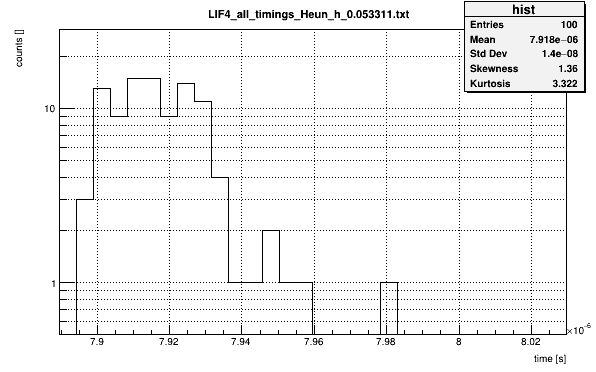 LIF4_all_timings_Heun_h_0.053311.txt
hist
Entries 100
Mean 7.918e−06
Std Dev 1.4e−08
Skewness 1.36
Kurtosis 3.322
counts []
10
1
7.9 7.92 7.94 7.96 7.98 8 8.02
×10⁻⁶
time [s]